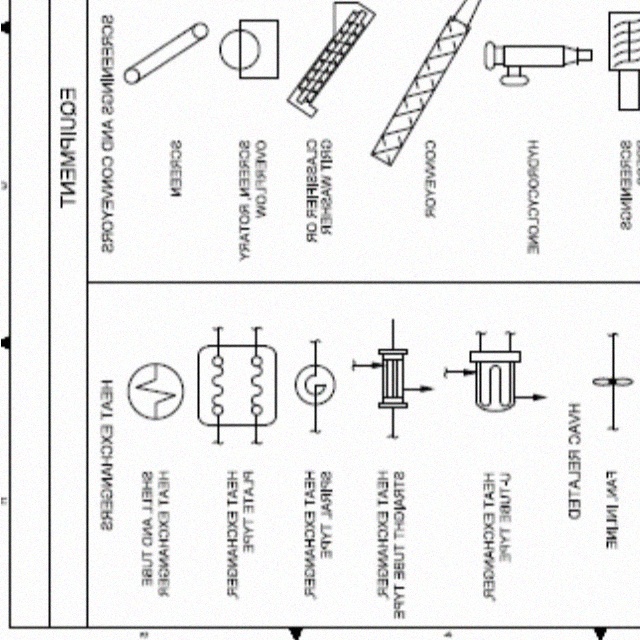 EQUIPMENT
SCREENINGS AND CONVEYORS
SCREEN
SCREEN, ROTARY
OVERFLOW
CLASSIFIER OR
GRIT WASHER
CONVEYOR
HYDROCYCLONE
SCREENINGS
HEAT EXCHANGERS
SHELL AND TUBE
HEAT EXCHANGER
HEAT EXCHANGER,
PLATE TYPE
HEAT EXCHANGER,
SPIRAL TYPE
HEAT EXCHANGER
TUBE TYPE
HEAT EXCHANGER,
U-TUBE TYPE
HVAC RELATED
FAN, INLINE